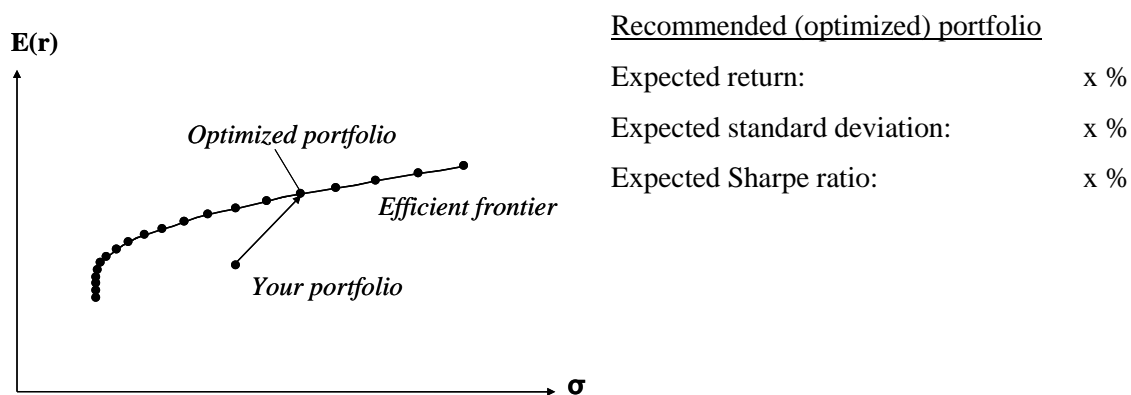 E(r)
Optimized portfolio
Efficient frontier
Your portfolio
σ
Recommended (optimized) portfolio
Expected return: x %
Expected standard deviation: x %
Expected Sharpe ratio: x %